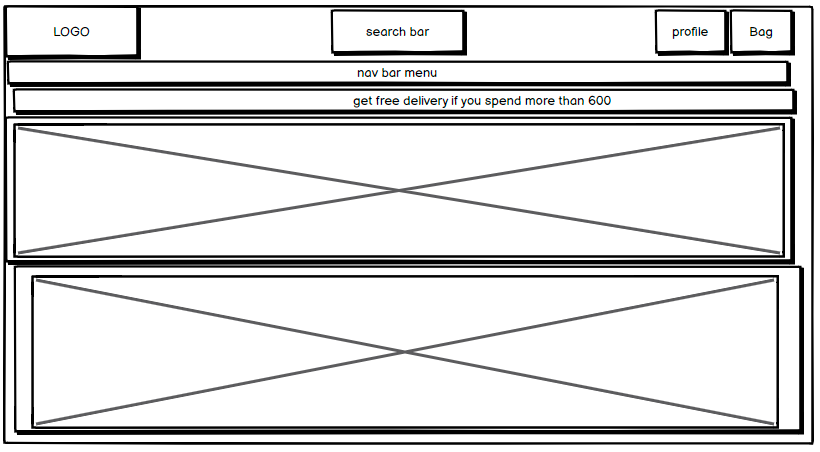 LOGO
search bar
profile
Bag
nav bar menu
get free delivery if you spend more than 600